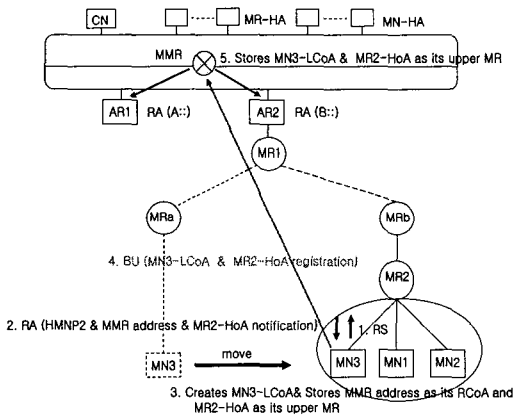 CN
MR-HA
MN-HA
MMR
5. Stores MN3-LCoA & MR2-HoA as its upper MR
AR1
RA (A::)
AR2
RA (B::)
MR1
MRa
MRb
4. BU (MN3-LCoA & MR2-HoA registration)
MR2
2. RA (HMNP2 & MMR address & MR2-HoA notification)
1. RS
MN3
move
MN3
MN1
MN2
3. Creates MN3-LCoA& Stores MMR address as its RCoA and
MR2-HoA as its upper MR